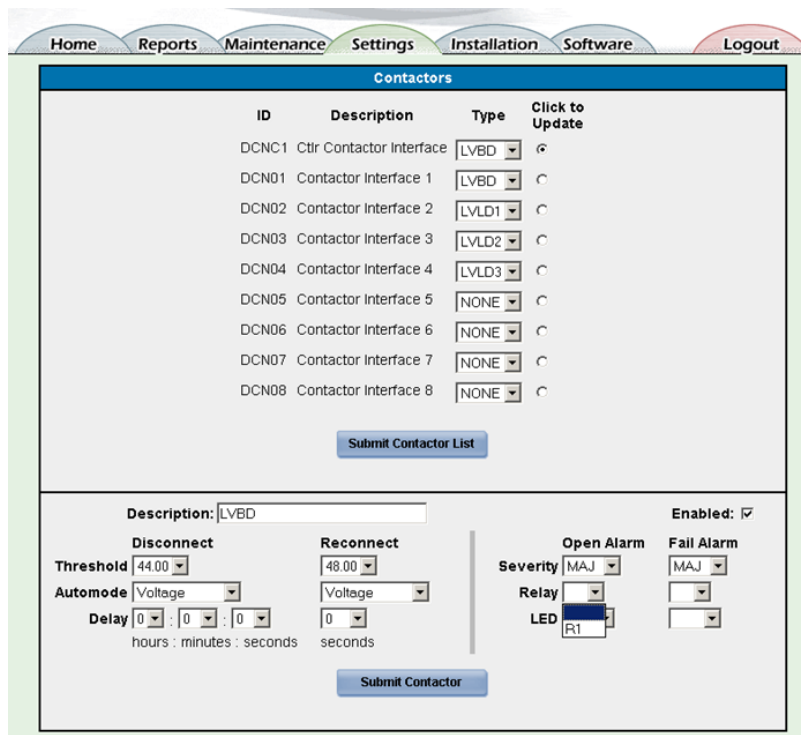 Home Reports Maintenance Settings Installation Software Logout
Contactors
ID Description Type Click to Update
DCNC1 Ctlr Contactor Interface LVBD
DCN01 Contactor Interface 1 LVBD
DCN02 Contactor Interface 2 LVLD1
DCN03 Contactor Interface 3 LVLD2
DCN04 Contactor Interface 4 LVLD3
DCN05 Contactor Interface 5 NONE
DCN06 Contactor Interface 6 NONE
DCN07 Contactor Interface 7 NONE
DCN08 Contactor Interface 8 NONE
Submit Contactor List
Description: LVBD Enabled:
Disconnect Reconnect Open Alarm Fail Alarm
Threshold 44.00 48.00 Severity MAJ MAJ
Automode Voltage Voltage Relay
Delay 0 : 0 : 0 0 LED
R1
hours : minutes : seconds seconds
Submit Contactor